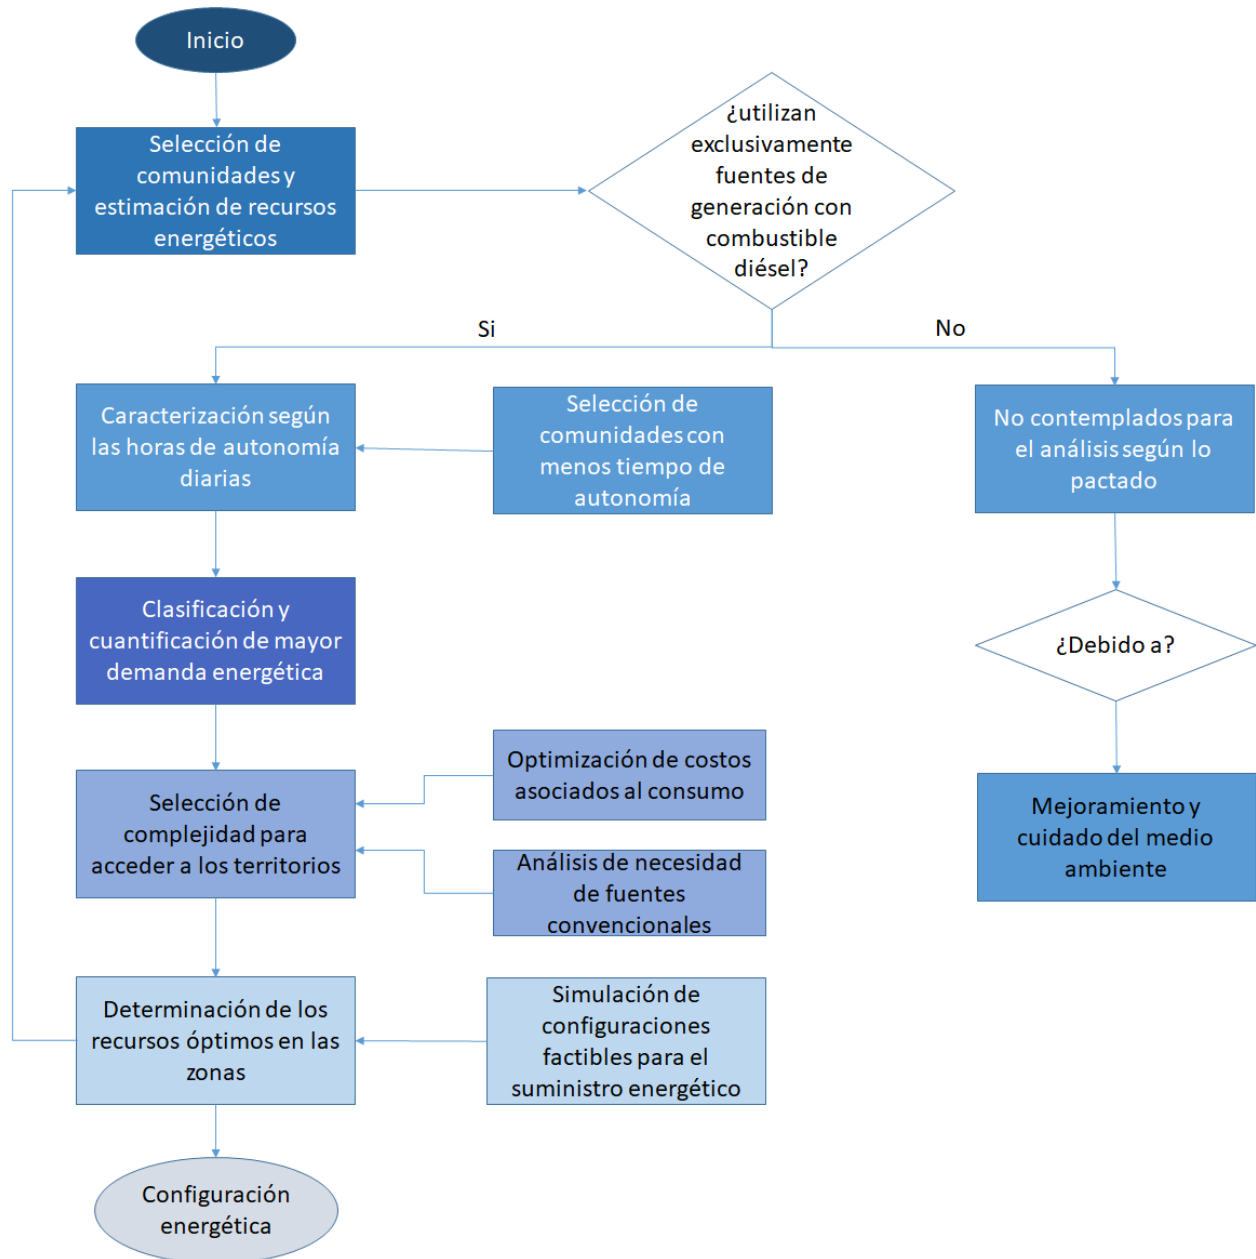 Inicio
Selección de
comunidades y
estimación de recursos
energéticos
¿utilizan
exclusivamente
fuentes de
generación con
combustible
diésel?
Si
No
Caracterización según
las horas de autonomía
diarias
Selección de
comunidades con
menos tiempo de
autonomía
No contemplados para
el análisis según lo
pactado
Clasificación y
cuantificación de mayor
demanda energética
¿Debido a?
Selección de
complejidad para
acceder a los territorios
Optimización de costos
asociados al consumo
Análisis de necesidad
de fuentes
convencionales
Mejoramiento y
cuidado del medio
ambiente
Determinación de los
recursos óptimos en las
zonas
Simulación de
configuraciones
factibles para el
suministro energético
Configuración
energética